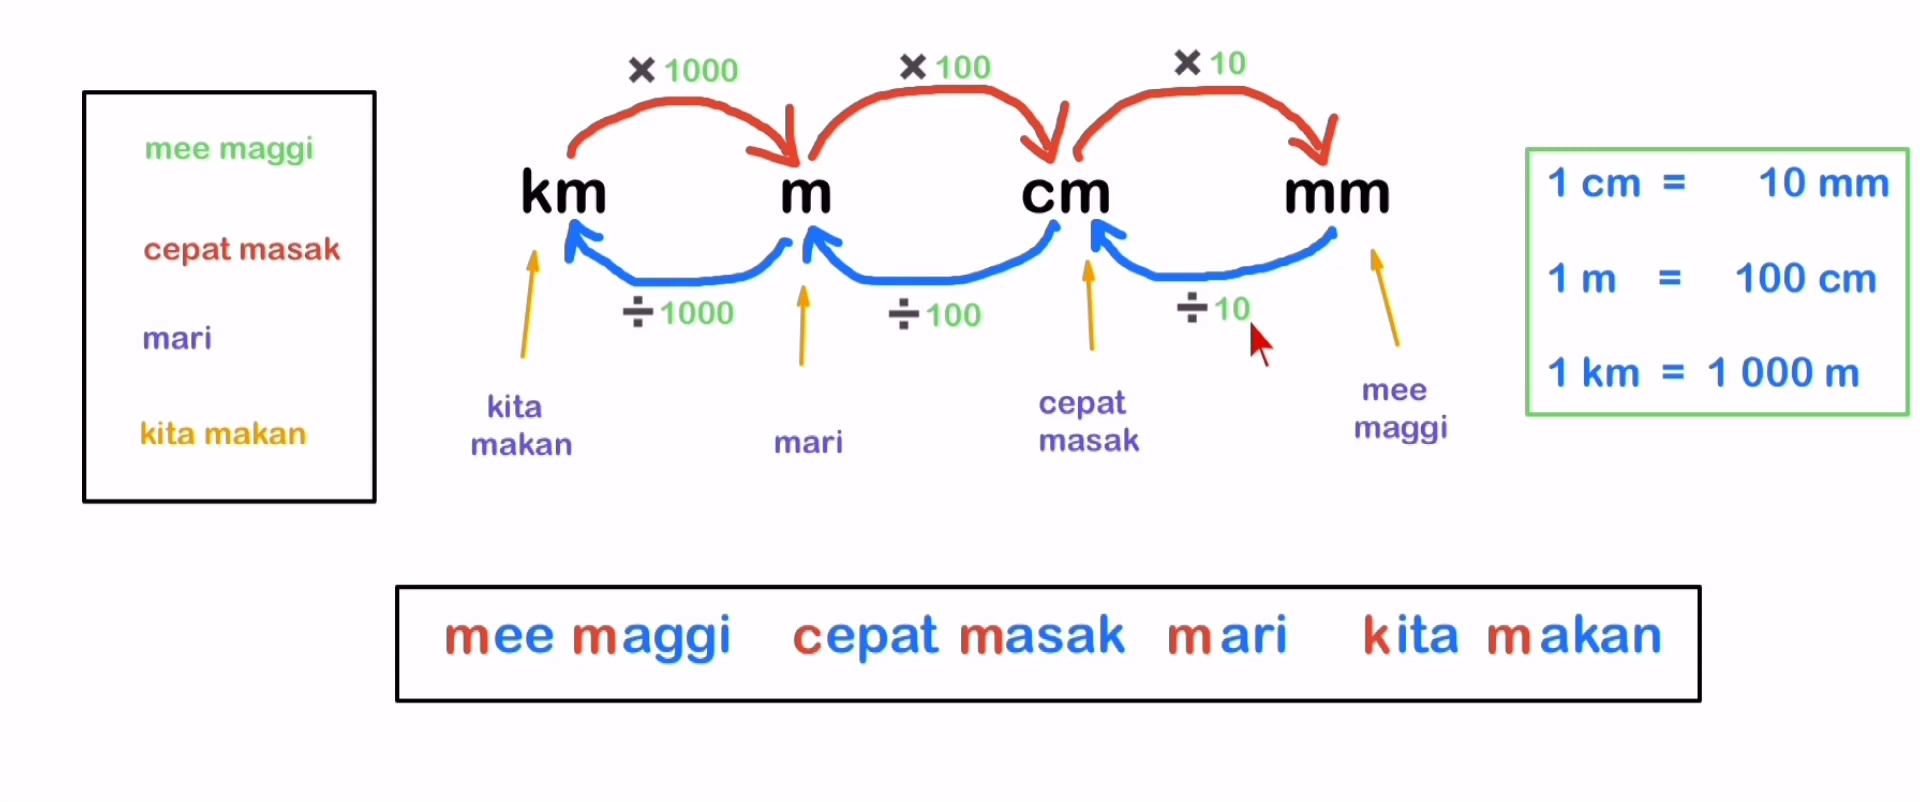 × 1000
× 100
× 10
mee maggi
cepat masak
mari
kita makan
km
m
cm
mm
÷ 1000
÷ 100
÷ 10
kita
makan
mari
cepat
masak
mee
maggi
1 cm = 10 mm
1 m = 100 cm
1 km = 1 000 m
mee maggi cepat masak mari kita makan